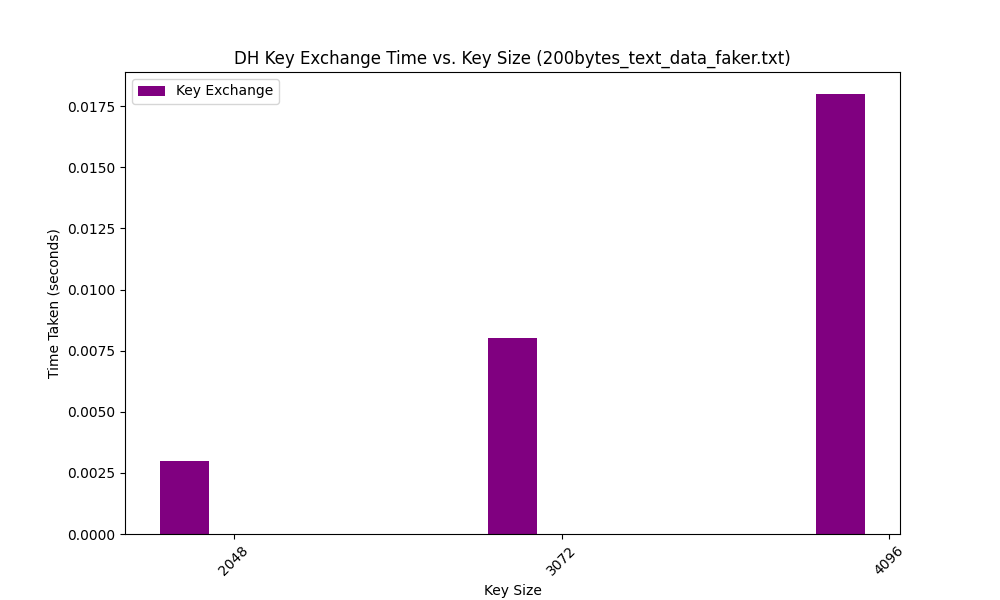 DH Key Exchange Time vs. Key Size (200bytes_text_data_faker.txt)
Key Exchange
Time Taken (seconds)
0.0175
0.0150
0.0125
0.0100
0.0075
0.0050
0.0025
0.0000
2048
3072
4096
Key Size